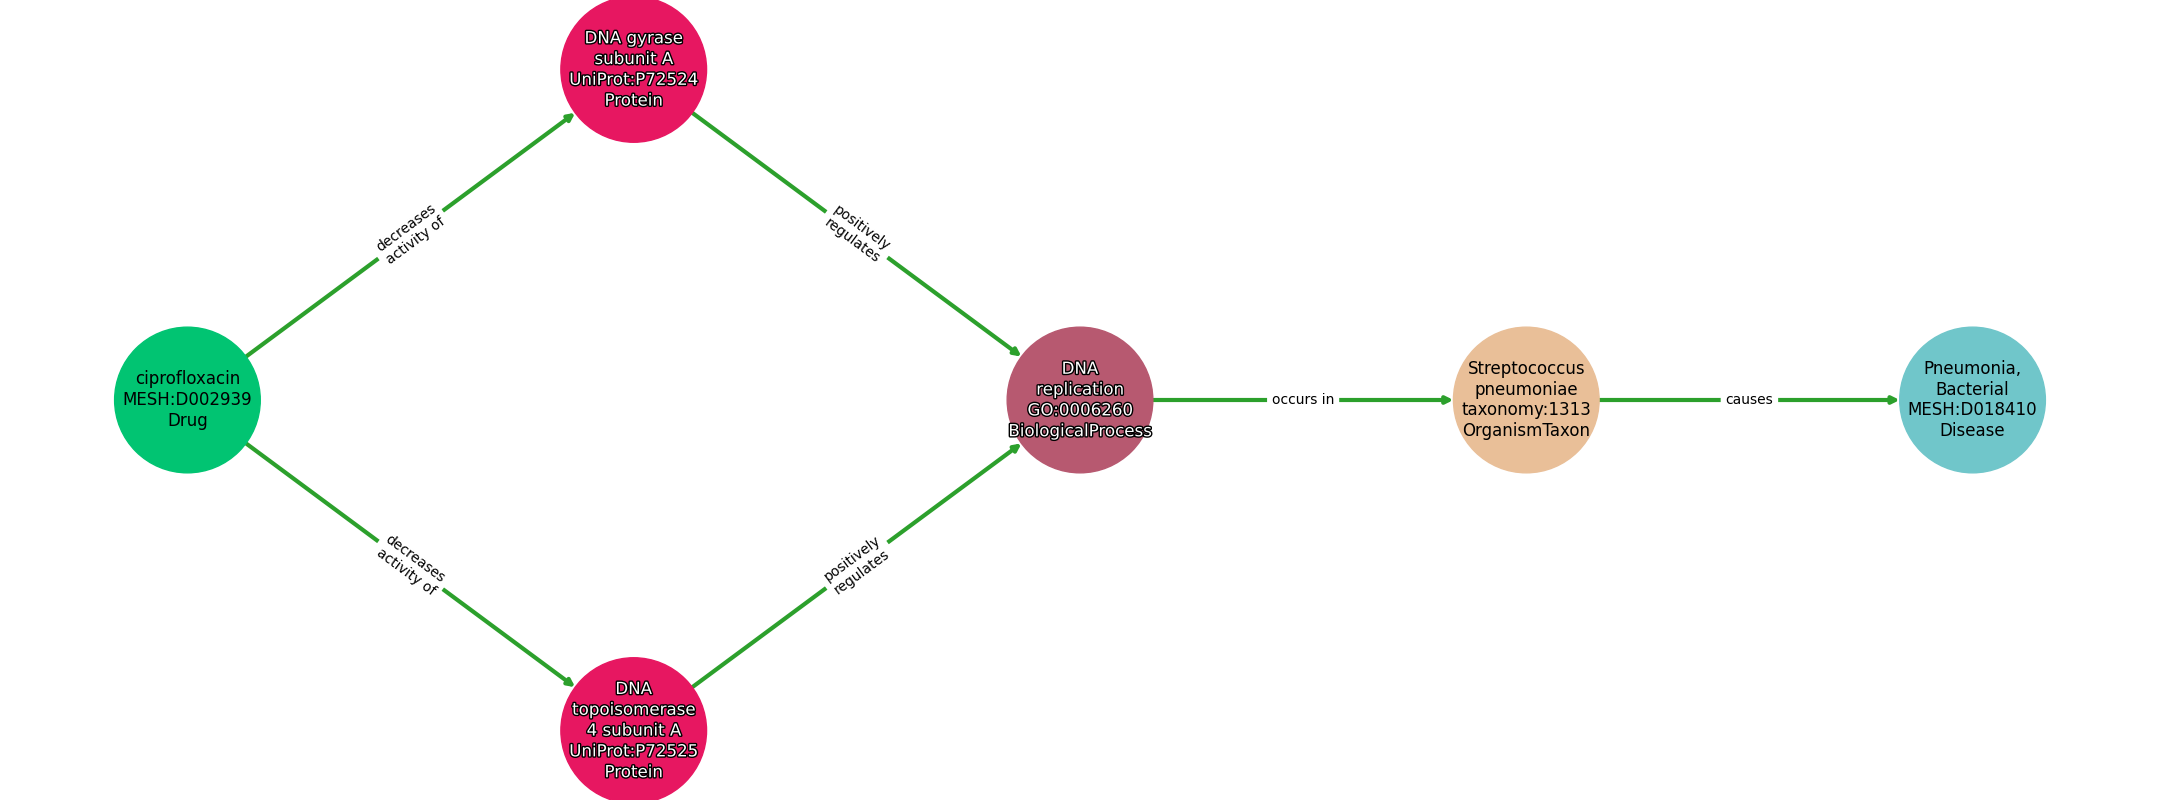 DNA gyrase
subunit A
UniProt:P72524
Protein
decreases
activity of
positively
regulates
ciprofloxacin
MESH:D002939
Drug
DNA
replication
GO:0006260
BiologicalProcess
occurs in
Streptococcus
pneumoniae
taxonomy:1313
OrganismTaxon
causes
Pneumonia,
Bacterial
MESH:D018410
Disease
decreases
activity of
positively
regulates
DNA
topoisomerase
4 subunit A
UniProt:P72525
Protein